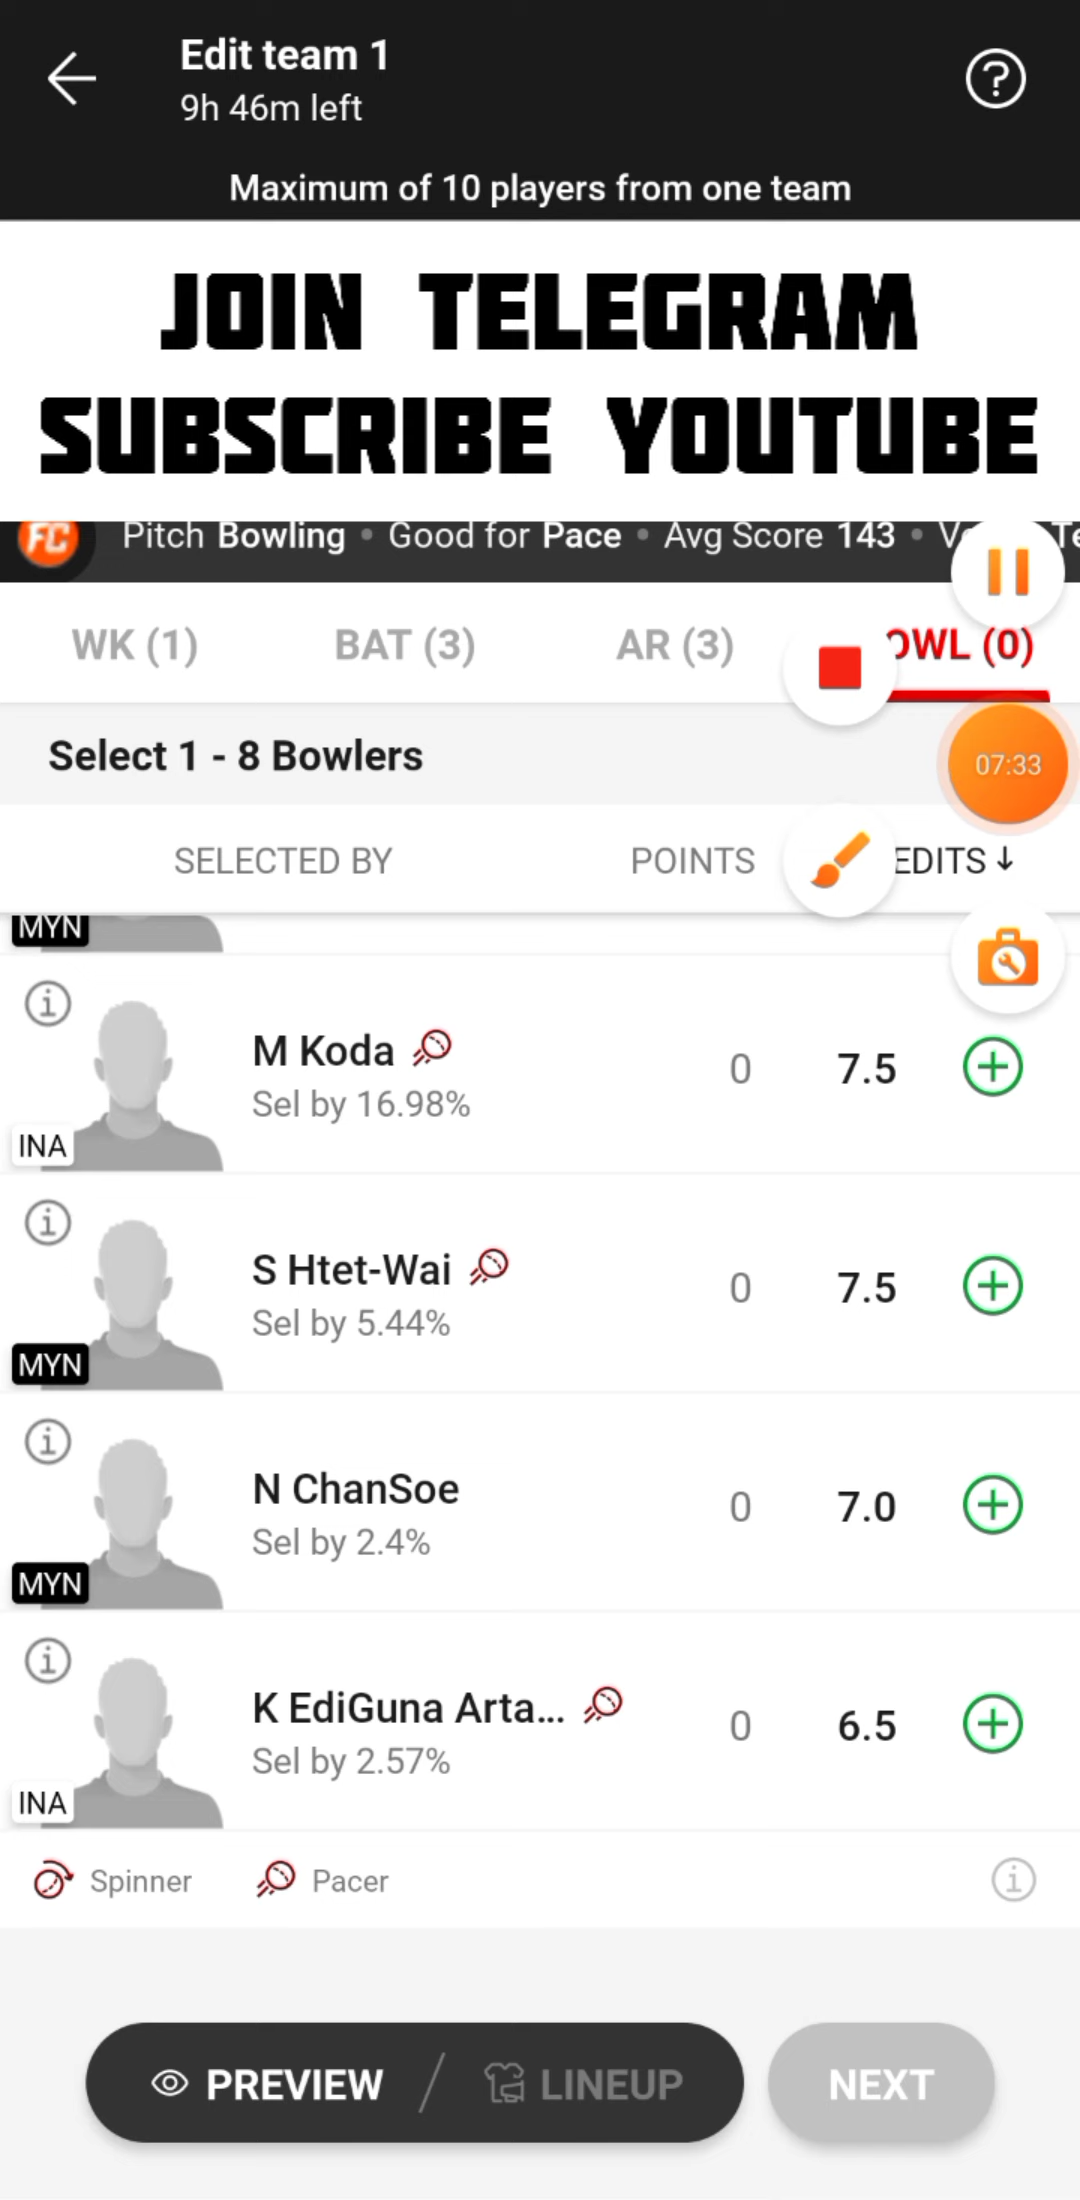 Edit team 1
9h 46m left
Maximum of 10 players from one team
JOIN TELEGRAM
SUBSCRIBE YOUTUBE
FC Pitch Bowling • Good for Pace • Avg Score 143 •
WK (1) BAT (3) AR (3) OWL (0)
Select 1 - 8 Bowlers
07:33
SELECTED BY POINTS EDITS ↓
MYN
M Koda 0 7.5
Sel by 16.98%
INA
S Htet-Wai 0 7.5
Sel by 5.44%
MYN
N ChanSoe 0 7.0
Sel by 2.4%
MYN
K EdiGuna Arta... 0 6.5
Sel by 2.57%
INA
Spinner Pacer
PREVIEW / LINEUP NEXT